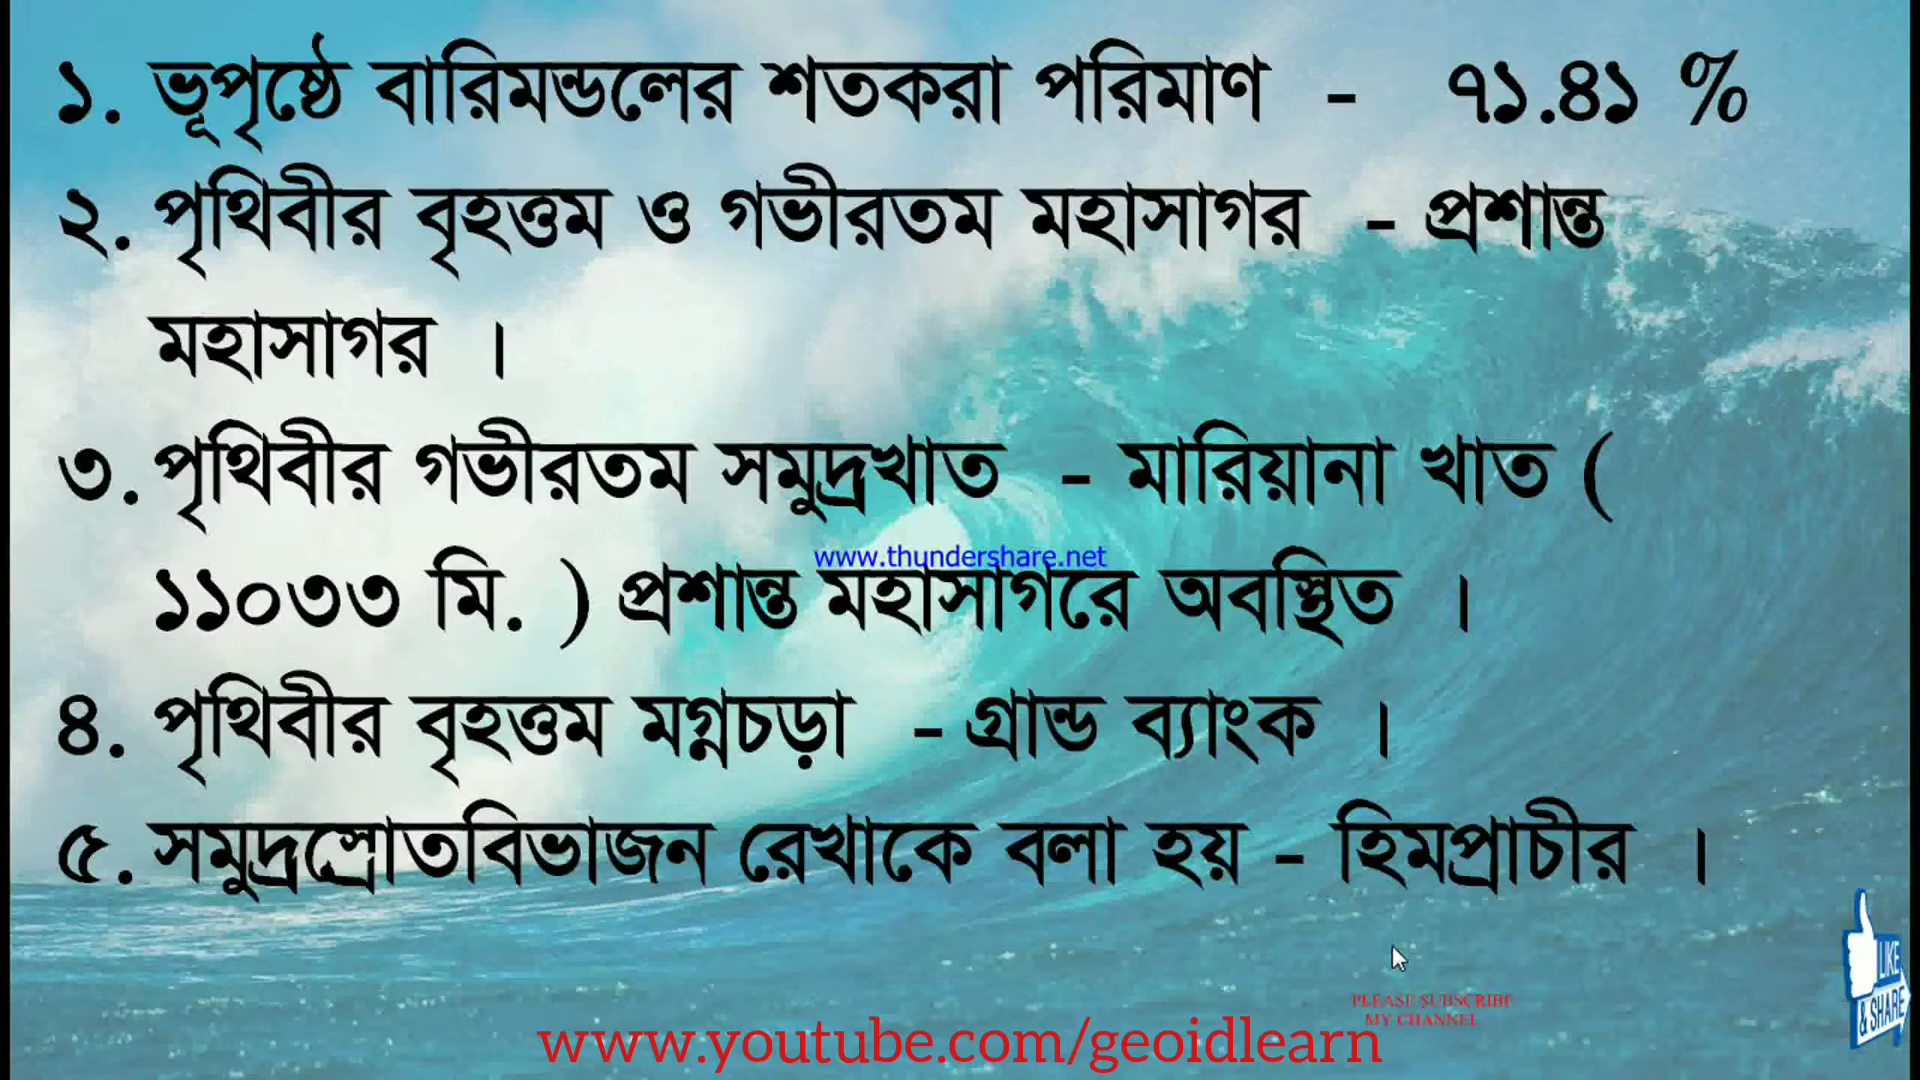 ১. ভূপৃষ্ঠে বারিমন্ডলের শতকরা পরিমাণ - ৭১.৪১ %
২. পৃথিবীর বৃহত্তম ও গভীরতম মহাসাগর - প্রশান্ত
মহাসাগর ।
৩. পৃথিবীর গভীরতম সমুদ্রখাত - মারিয়ানা খাত (
www.thundershare.net
১১০৩৩ মি. ) প্রশান্ত মহাসাগরে অবস্থিত ।
৪. পৃথিবীর বৃহত্তম মগ্নচড়া - গ্রান্ড ব্যাংক ।
৫. সমুদ্রস্রোতবিভাজন রেখাকে বলা হয় - হিমপ্রাচীর ।
LIKE
& SHARE
PLEASE SUBSCRIBE
MY CHANNEL
www.youtube.com/geoidlearn